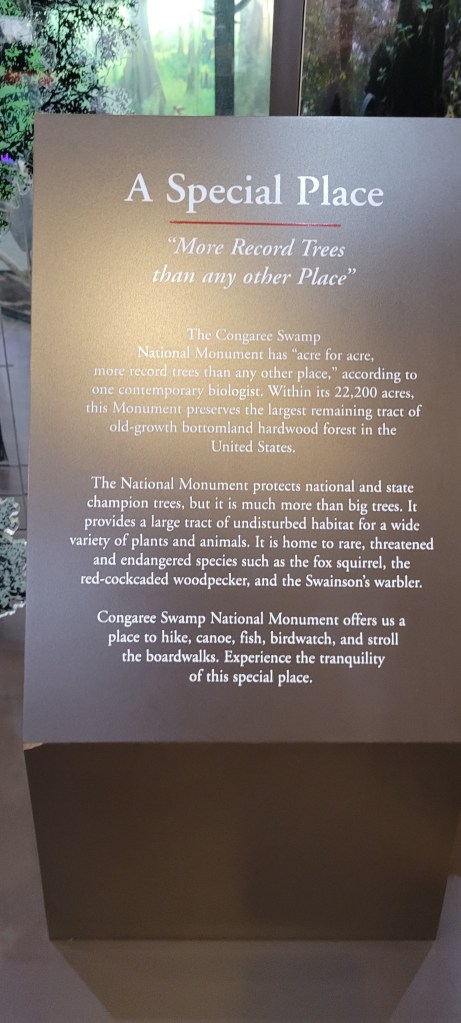 A Special Place
“More Record Trees
than any other Place”
The Congaree Swamp
National Monument has “acre for acre,
more record trees than any other place,” according to
one contemporary biologist. Within its 22,200 acres,
this Monument preserves the largest remaining tract of
old-growth bottomland hardwood forest in the
United States.
The National Monument protects national and state
champion trees, but it is much more than big trees. It
provides a large tract of undisturbed habitat for a wide
variety of plants and animals. It is home to rare, threatened
and endangered species such as the fox squirrel, the
red-cockcaded woodpecker, and the Swainson’s warbler.
Congaree Swamp National Monument offers us a
place to hike, canoe, fish, birdwatch, and stroll
the boardwalks. Experience the tranquility
of this special place.